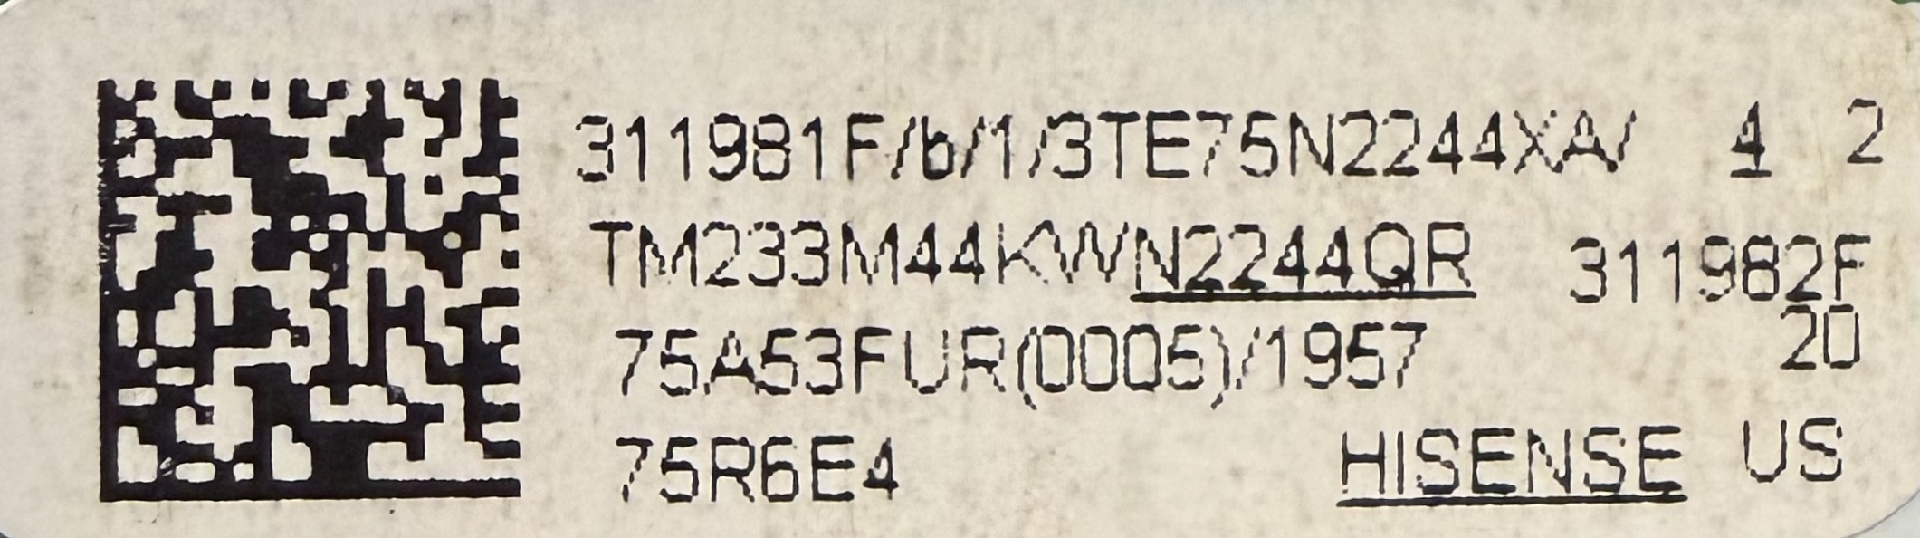 311981F/b/1/3TE75N2244XA/ 4 2
TM233M44KWN2244QR 311982F
75A53FUR(0005)/1957 20
75R6E4 HISENSE US